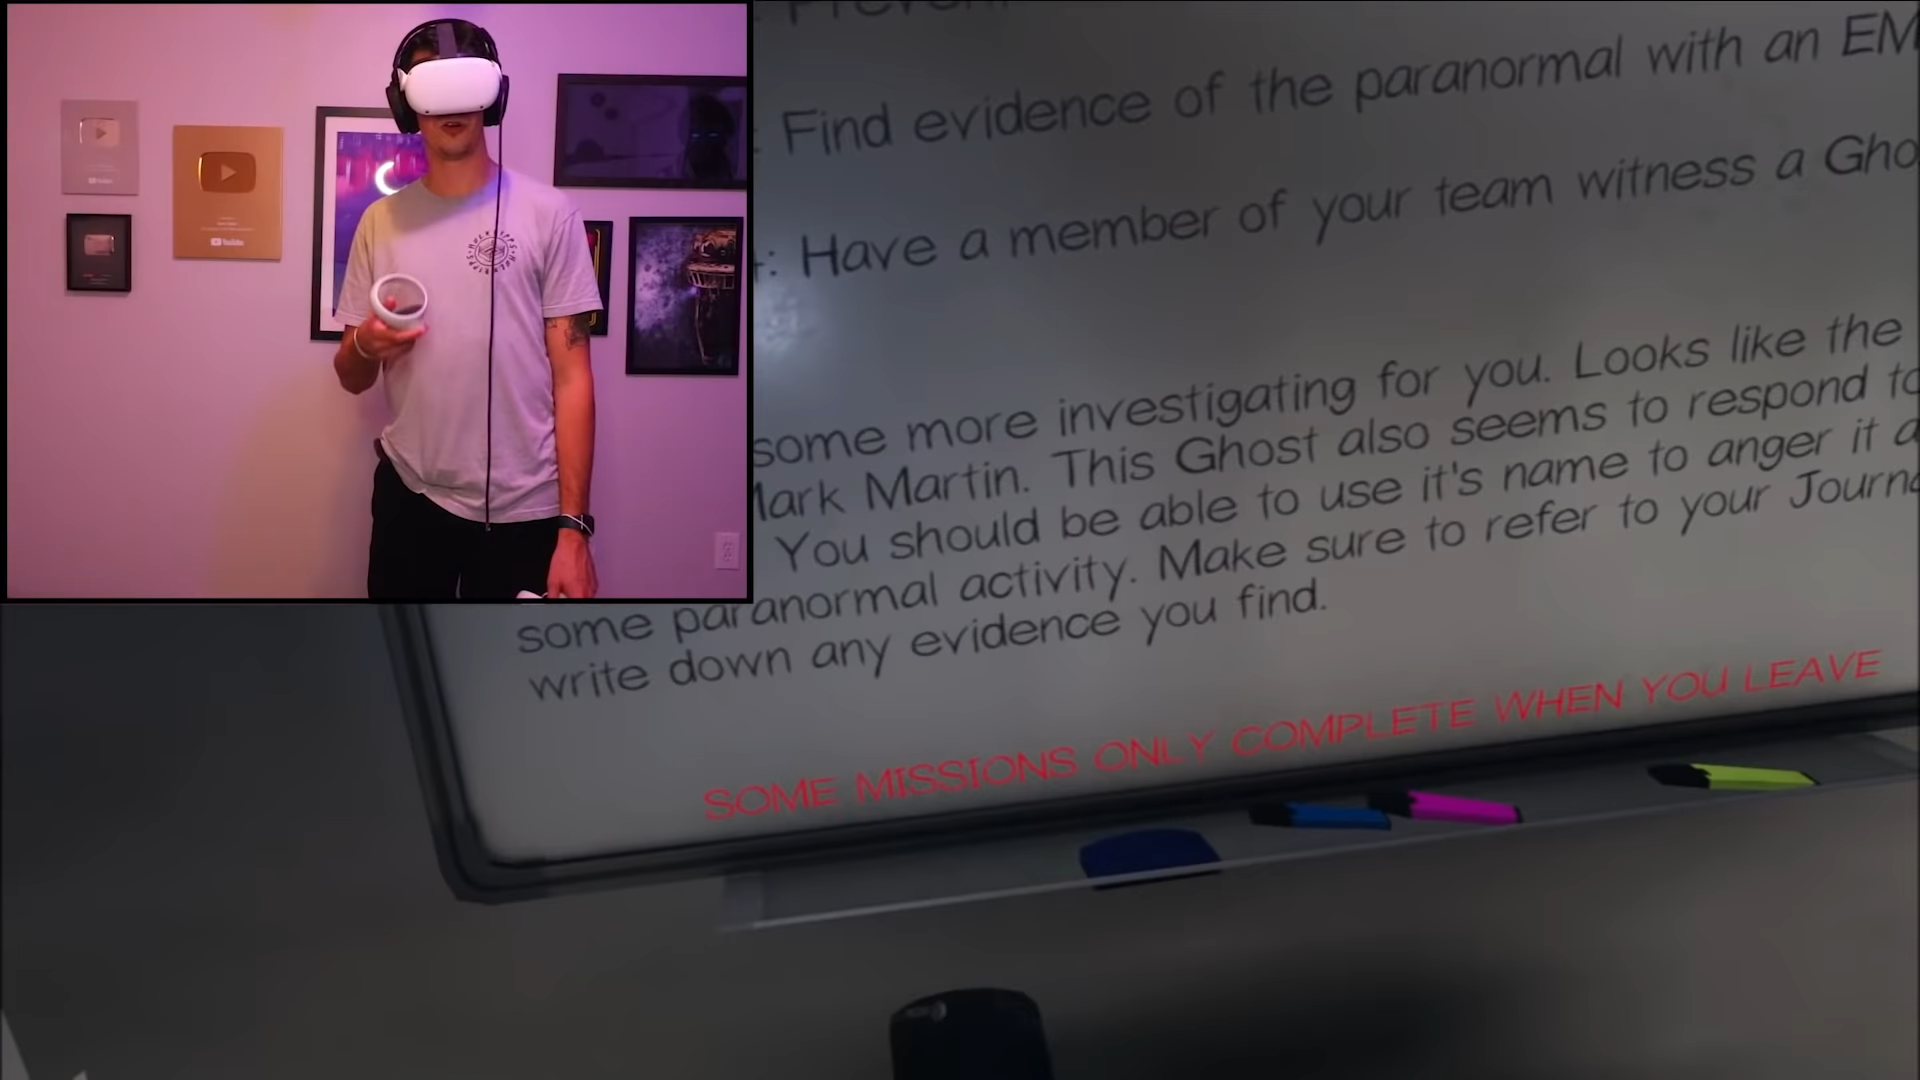 Find evidence of the paranormal with an EM
Have a member of your team witness a Gho
some more investigating for you. Looks like the
Mark Martin. This Ghost also seems to respond to
You should be able to use it's name to anger it a
some paranormal activity. Make sure to refer to your Journa
write down any evidence you find.
SOME MISSIONS ONLY COMPLETE WHEN YOU LEAVE
YouTube